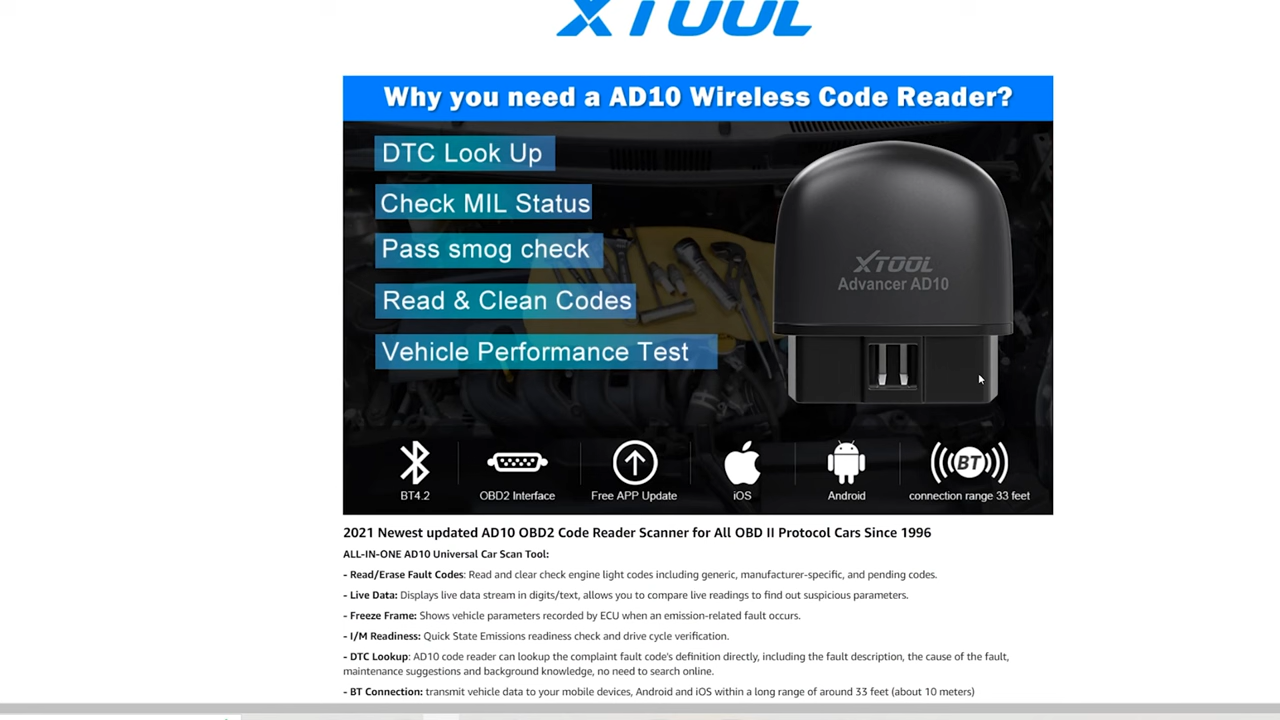 XTOOL
Why you need a AD10 Wireless Code Reader?
DTC Look Up
Check MIL Status
Pass smog check
Read & Clean Codes
Vehicle Performance Test
XTOOL
Advancer AD10
BT
BT4.2
OBD2 Interface
Free APP Update
iOS
Android
connection range 33 feet
2021 Newest updated AD10 OBD2 Code Reader Scanner for All OBD II Protocol Cars Since 1996
ALL-IN-ONE AD10 Universal Car Scan Tool:
- Read/Erase Fault Codes: Read and clear check engine light codes including generic, manufacturer-specific, and pending codes.
- Live Data: Displays live data stream in digits/text, allows you to compare live readings to find out suspicious parameters.
- Freeze Frame: Shows vehicle parameters recorded by ECU when an emission-related fault occurs.
- I/M Readiness: Quick State Emissions readiness check and drive cycle verification.
- DTC Lookup: AD10 code reader can lookup the complaint fault code's definition directly, including the fault description, the cause of the fault,
maintenance suggestions and background knowledge, no need to search online.
- BT Connection: transmit vehicle data to your mobile devices, Android and iOS within a long range of around 33 feet (about 10 meters)